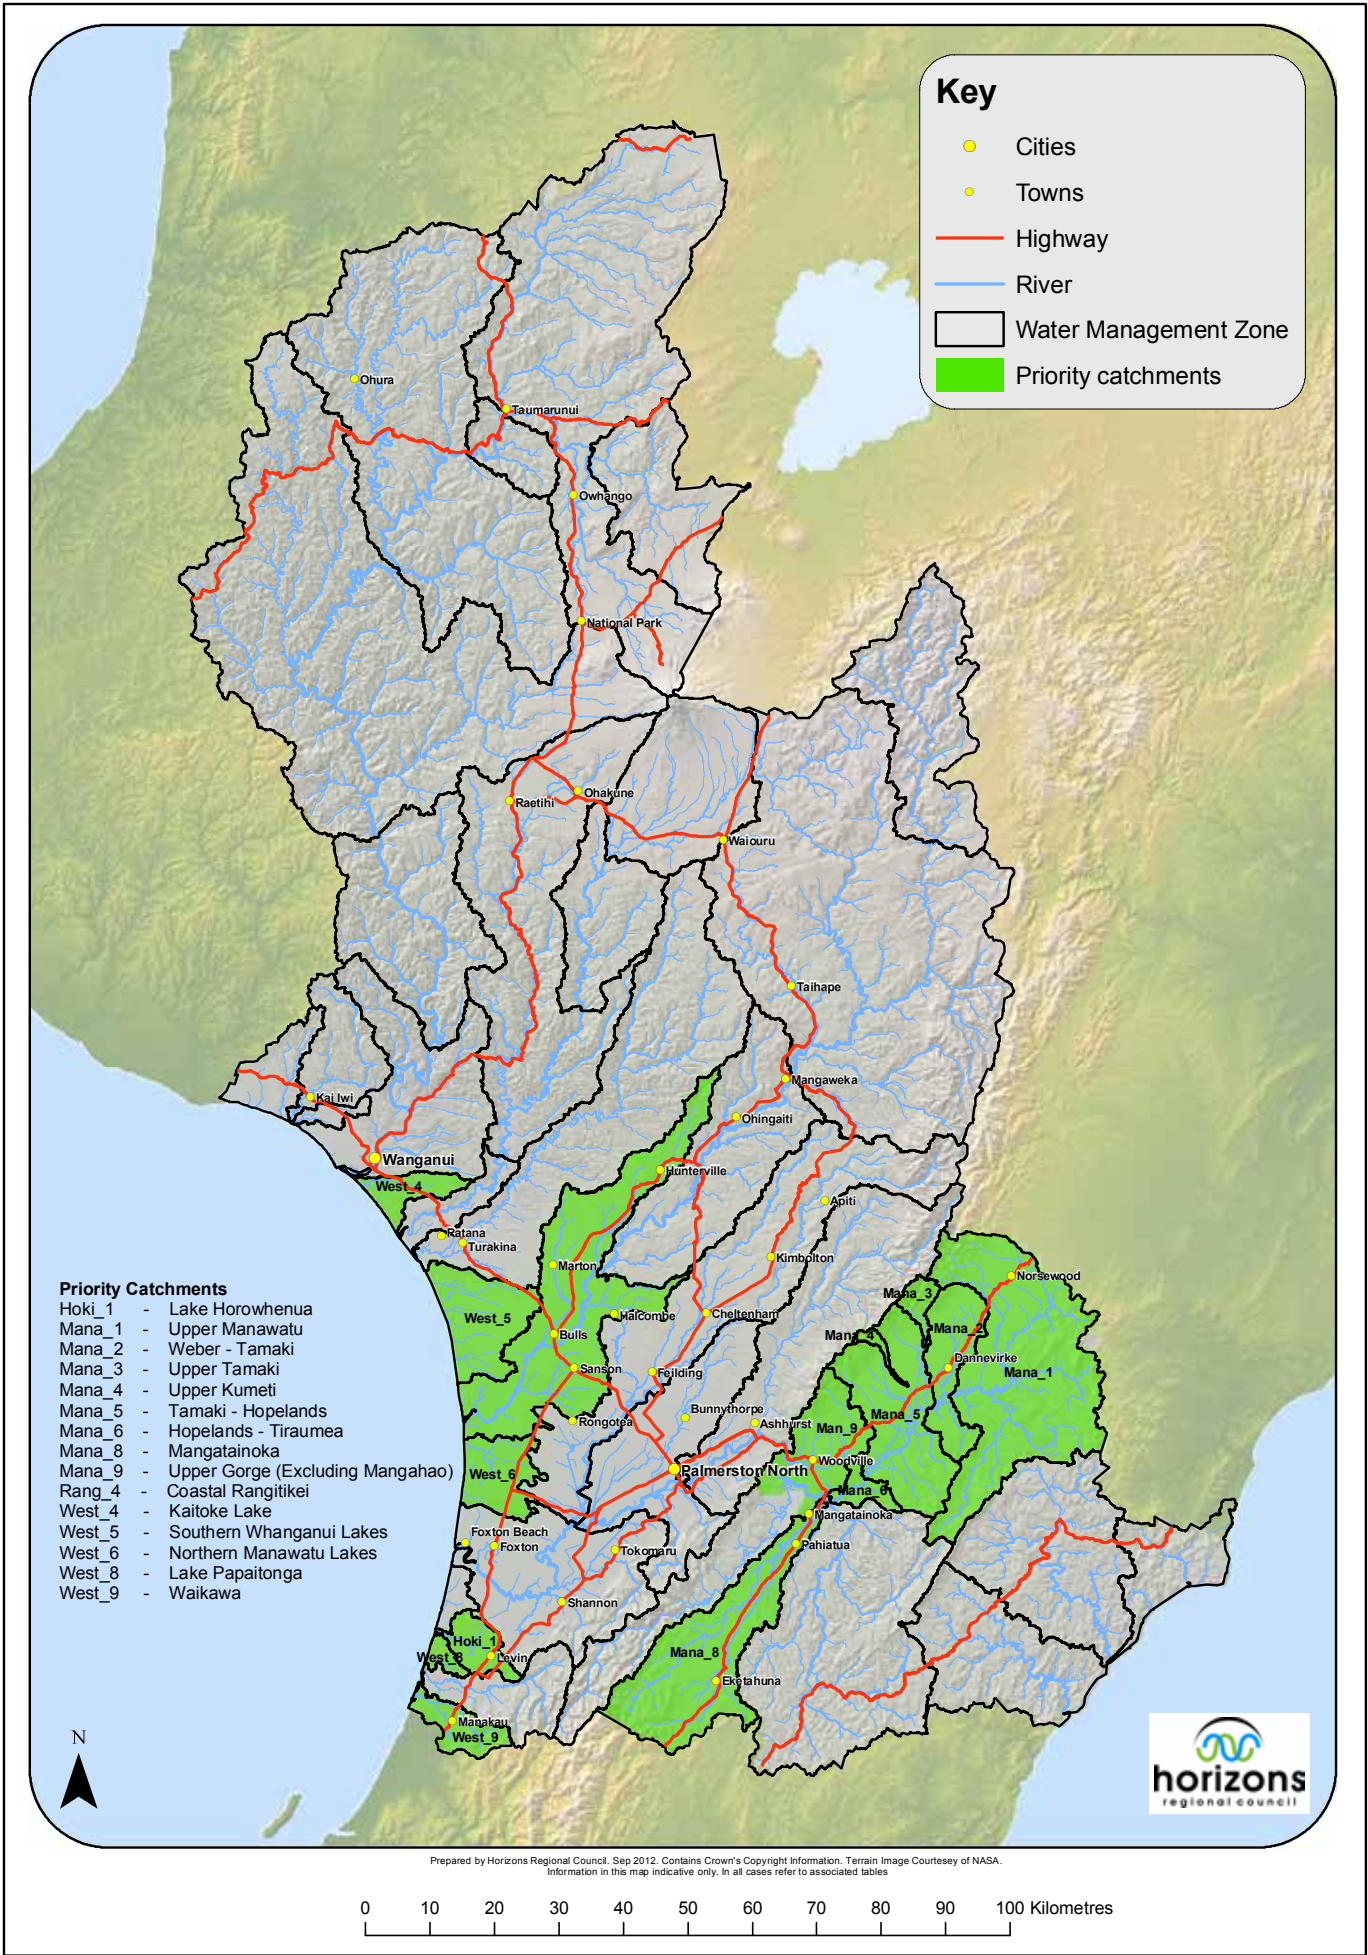 Key
Cities
Towns
Highway
River
Water Management Zone
Priority catchments
Ohura
Taumarunui
Owhango
National Park
Raetihi
Ohakune
Waiouru
Taihape
Mangaweka
Kai Iwi
Ohingaiti
Wanganui
Hunterville
West_4
Apiti
Ratana
Turakina
Kimbolton
Marton
Norsewood
Mana_3
West_5
Halcombe
Cheltenham
Mana_2
Bulls
Mana_4
Dannevirke
Sanson
Feilding
Mana_1
Rongotea
Bunnythorpe
Mana_5
Ashhurst
Man_9
Woodville
West_6
Palmerston North
Mana_6
Mangatainoka
Foxton Beach
Foxton
Pahiatua
Tokomaru
Shannon
Hoki_1
West_8
Levin
Mana_8
Eketahuna
Manakau
West_9
Priority Catchments
Hoki_1 - Lake Horowhenua
Mana_1 - Upper Manawatu
Mana_2 - Weber - Tamaki
Mana_3 - Upper Tamaki
Mana_4 - Upper Kumeti
Mana_5 - Tamaki - Hopelands
Mana_6 - Hopelands - Tiraumea
Mana_8 - Mangatainoka
Mana_9 - Upper Gorge (Excluding Mangahao)
Rang_4 - Coastal Rangitikei
West_4 - Kaitoke Lake
West_5 - Southern Whanganui Lakes
West_6 - Northern Manawatu Lakes
West_8 - Lake Papaitonga
West_9 - Waikawa
N
horizons
regional council
Prepared by Horizons Regional Council. Sep 2012. Contains Crown's Copyright Information. Terrain Image Courtesey of NASA.
Information in this map indicative only. In all cases refer to associated tables
0 10 20 30 40 50 60 70 80 90 100 Kilometres